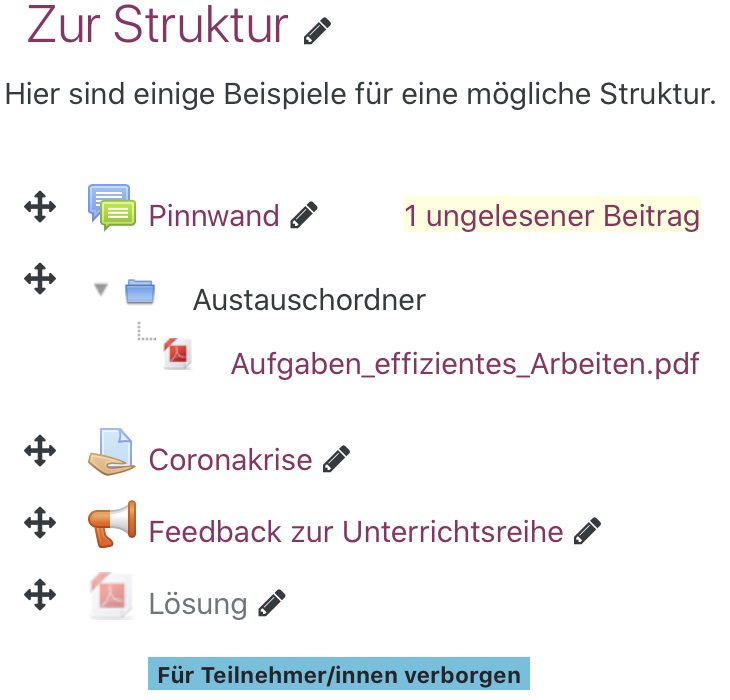 Zur Struktur
Hier sind einige Beispiele für eine mögliche Struktur.
Pinnwand 1 ungelesener Beitrag
Austauschordner
Aufgaben_effizientes_Arbeiten.pdf
Coronakrise
Feedback zur Unterrichtsreihe
Lösung
Für Teilnehmer/innen verborgen